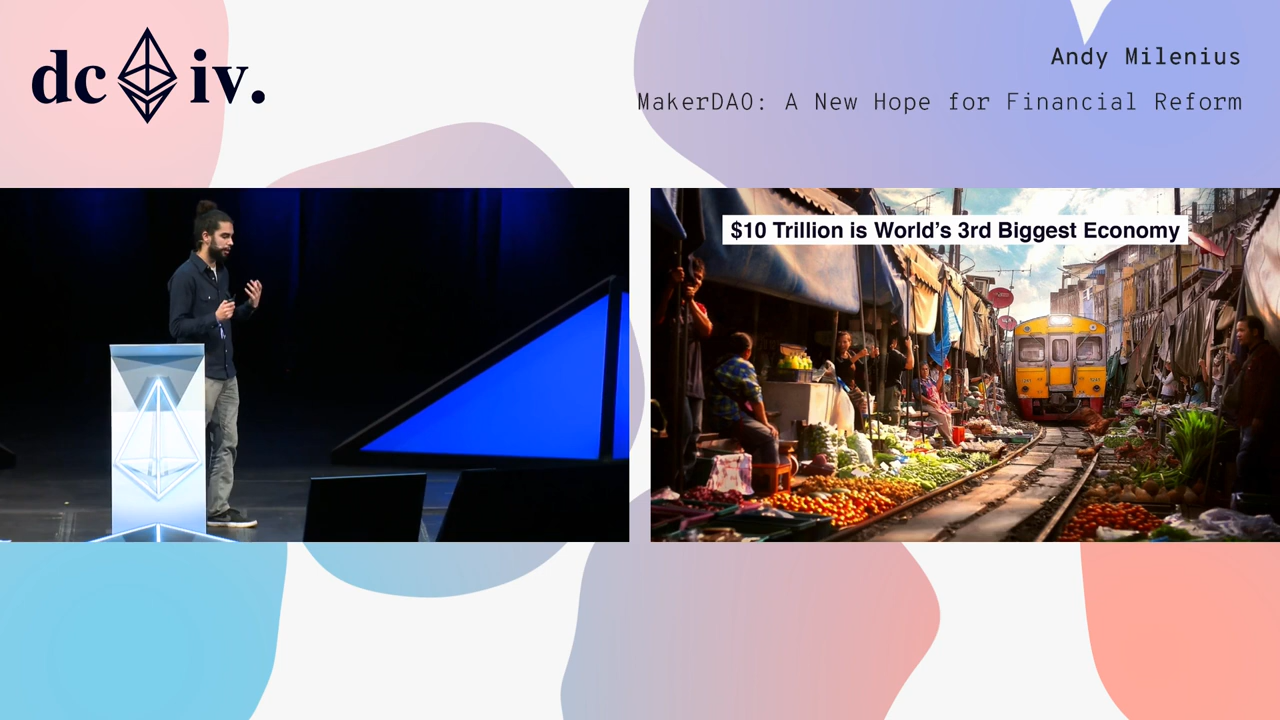 dc iv.
Andy Milenius
MakerDAO: A New Hope for Financial Reform
$10 Trillion is World's 3rd Biggest Economy